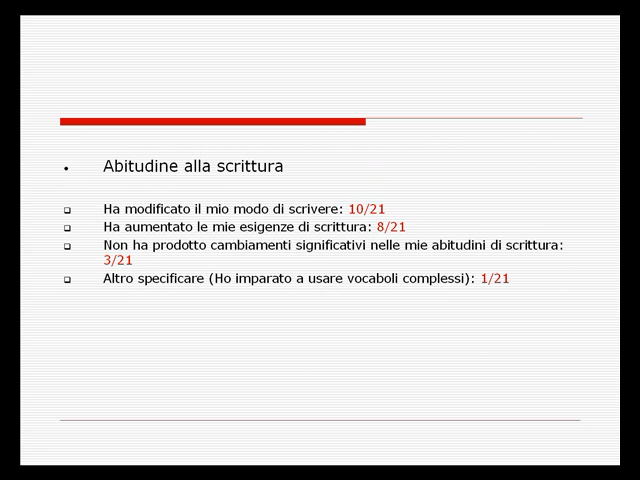 Abitudine alla scrittura
Ha modificato il mio modo di scrivere: 10/21
Ha aumentato le mie esigenze di scrittura: 8/21
Non ha prodotto cambiamenti significativi nelle mie abitudini di scrittura:
3/21
Altro specificare (Ho imparato a usare vocaboli complessi): 1/21